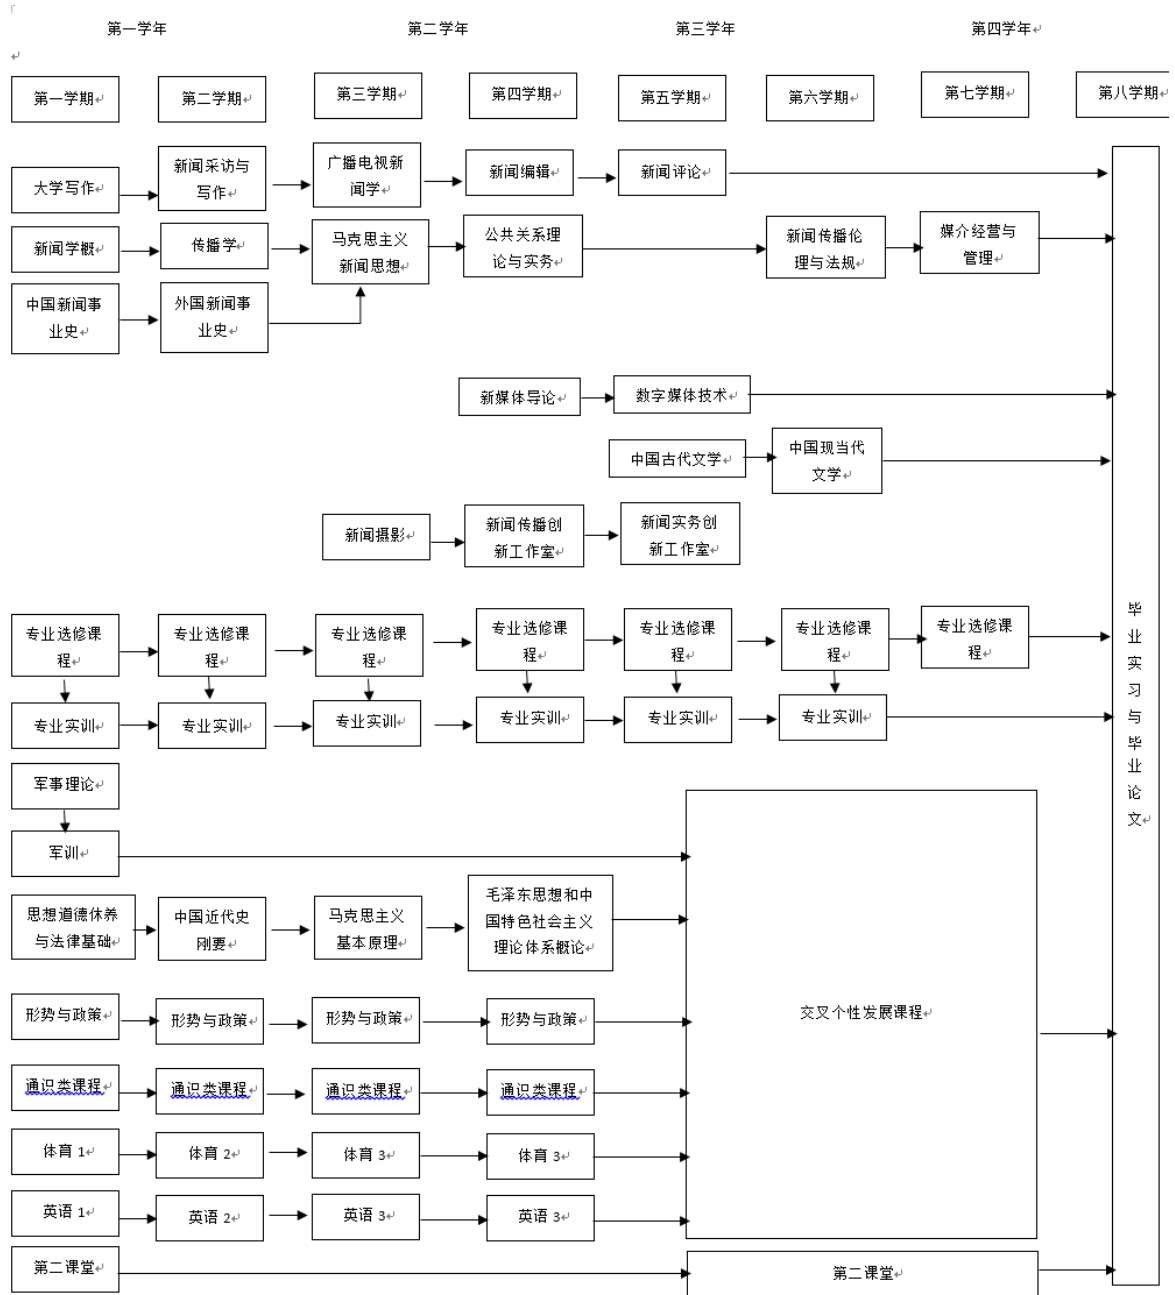 第一学年 第二学年 第三学年 第四学年
第一学期 第二学期 第三学期 第四学期 第五学期 第六学期 第七学期 第八学期
大学写作
新闻采访与
写作
广播电视新
闻学
新闻编辑
新闻评论
新闻学概
传播学
马克思主义
新闻思想
公共关系理
论与实务
新闻传播伦
理与法规
媒介经营与
管理
中国新闻事
业史
外国新闻事
业史
新媒体导论
数字媒体技术
中国古代文学
中国现当代
文学
新闻摄影
新闻传播创
新工作室
新闻实务创
新工作室
专业选修课
程
专业选修课
程
专业选修课
程
专业选修课
程
专业选修课
程
专业选修课
程
专业选修课
程
专业实训
专业实训
专业实训
专业实训
专业实训
专业实训
军事理论
军训
思想道德休养
与法律基础
中国近代史
刚要
马克思主义
基本原理
毛泽东思想和中
国特色社会主义
理论体系概论
形势与政策
形势与政策
形势与政策
形势与政策
通识类课程
通识类课程
通识类课程
通识类课程
体育 1
体育 2
体育 3
体育 3
英语 1
英语 2
英语 3
英语 3
交叉个性发展课程
第二课堂
第二课堂
毕业实习与毕业论文